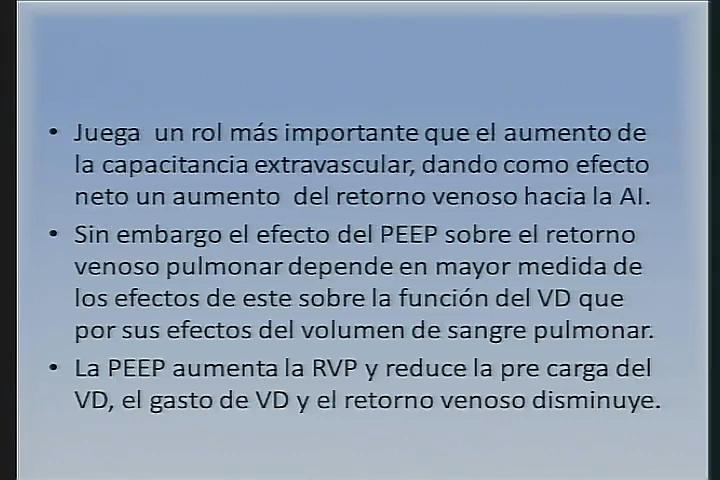 • Juega  un rol más importante que el aumento de
la capacitancia extravascular, dando como efecto
neto un aumento  del retorno venoso hacia la AI.
• Sin embargo el efecto del PEEP sobre el retorno
venoso pulmonar depende en mayor medida de
los efectos de este sobre la función del VD que
por sus efectos del volumen de sangre pulmonar.
• La PEEP aumenta la RVP y reduce la pre carga del
VD, el gasto de VD y el retorno venoso disminuye.